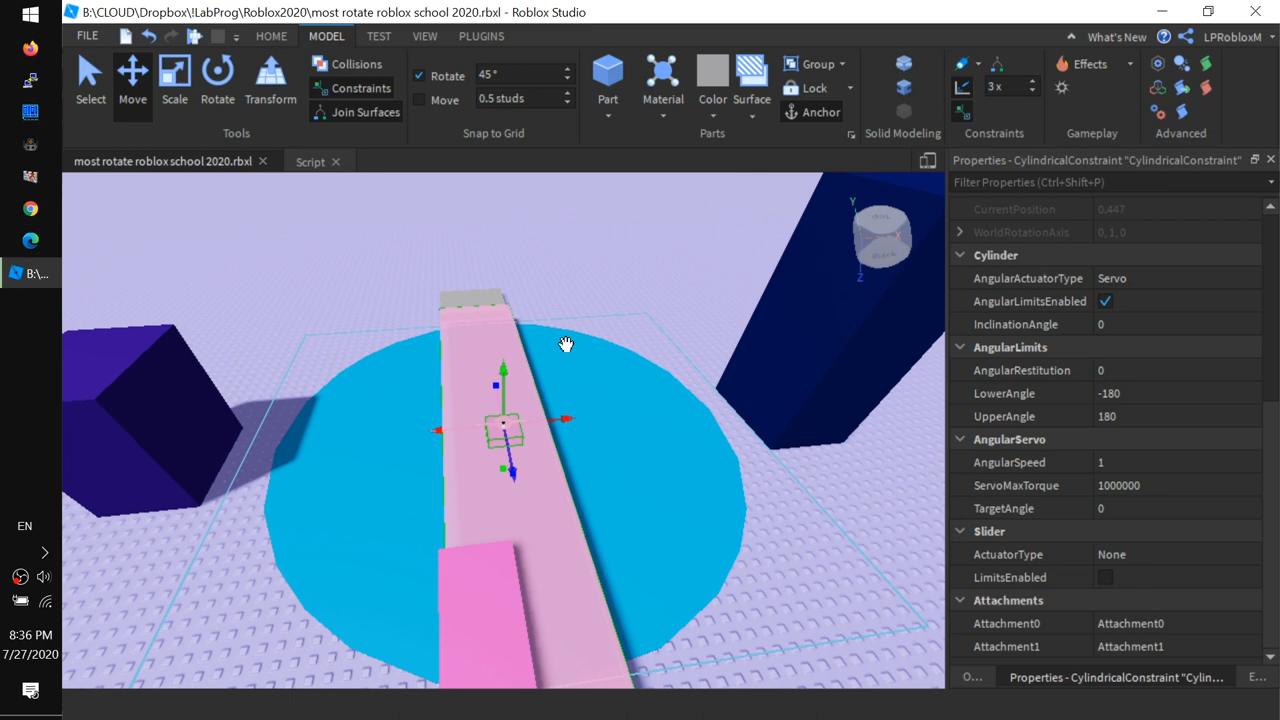 B:\CLOUD\Dropbox\!LabProg\Roblox2020\most rotate roblox school 2020.rbxl - Roblox Studio
FILE HOME MODEL TEST VIEW PLUGINS What's New LPRobloxM
Select Move Scale Rotate Transform
Collisions
Constraints
Join Surfaces
Tools
Rotate 45°
Move 0.5 studs
Snap to Grid
Part Material Color Surface
Group
Lock
Anchor
Parts
Solid Modeling
3 x
Constraints
Effects
Gameplay
Advanced
most rotate roblox school 2020.rbxl Script
Properties - CylindricalConstraint "CylindricalConstraint"
Filter Properties (Ctrl+Shift+P)
CurrentPosition 0.447
WorldRotationAxis 0, 1, 0
Cylinder
AngularActuatorType Servo
AngularLimitsEnabled
InclinationAngle 0
AngularLimits
AngularRestitution 0
LowerAngle -180
UpperAngle 180
AngularServo
AngularSpeed 1
ServoMaxTorque 1000000
TargetAngle 0
Slider
ActuatorType None
LimitsEnabled
Attachments
Attachment0 Attachment0
Attachment1 Attachment1
O... Properties - CylindricalConstraint "Cylin... E...
Y
X
Z
Back
B:\...
EN
8:36 PM
7/27/2020